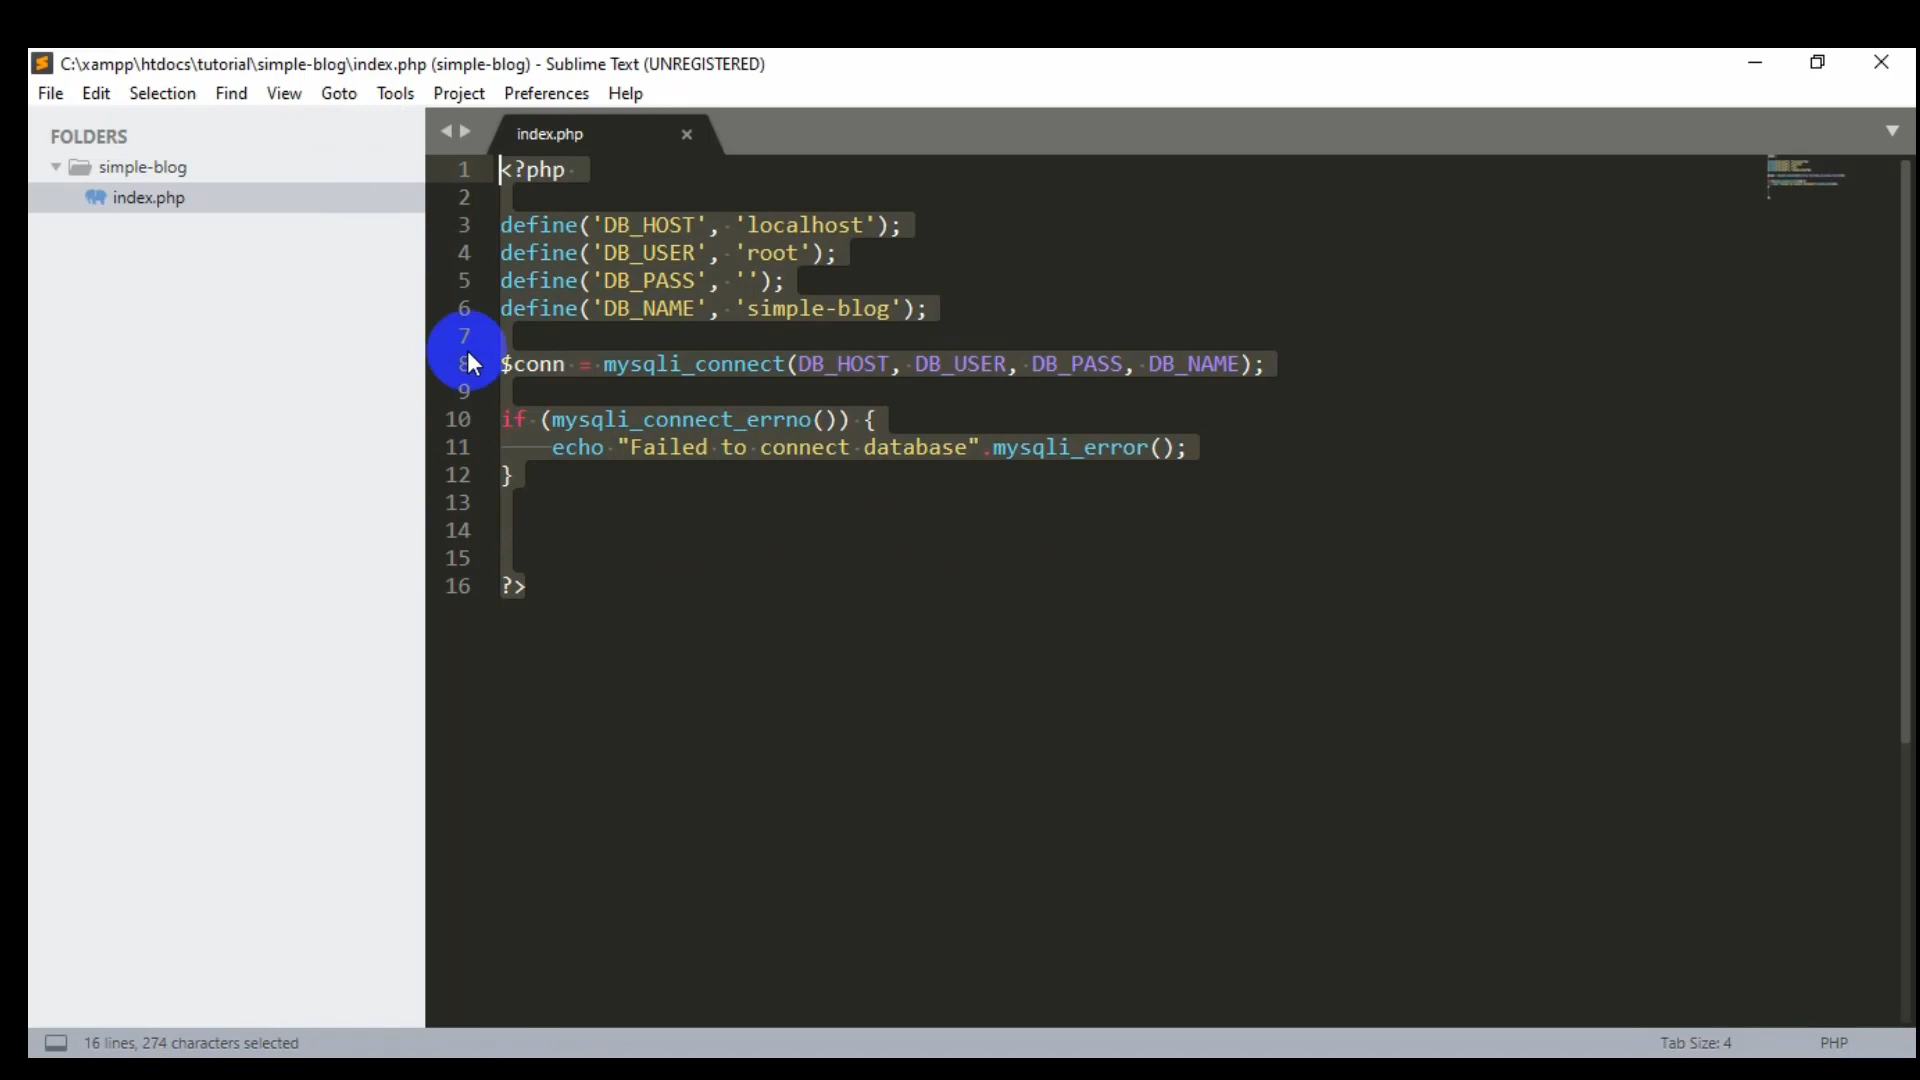 C:\xampp\htdocs\tutorial\simple-blog\index.php (simple-blog) - Sublime Text (UNREGISTERED)
File Edit Selection Find View Goto Tools Project Preferences Help
FOLDERS
simple-blog
index.php
index.php
1 <?php
2
3 define('DB_HOST', 'localhost');
4 define('DB_USER', 'root');
5 define('DB_PASS', '');
6 define('DB_NAME', 'simple-blog');
7
8 $conn = mysqli_connect(DB_HOST, DB_USER, DB_PASS, DB_NAME);
9
10 if (mysqli_connect_errno()) {
11 echo "Failed to connect database".mysqli_error();
12 }
13
14
15
16 ?>
16 lines, 274 characters selected
Tab Size: 4
PHP